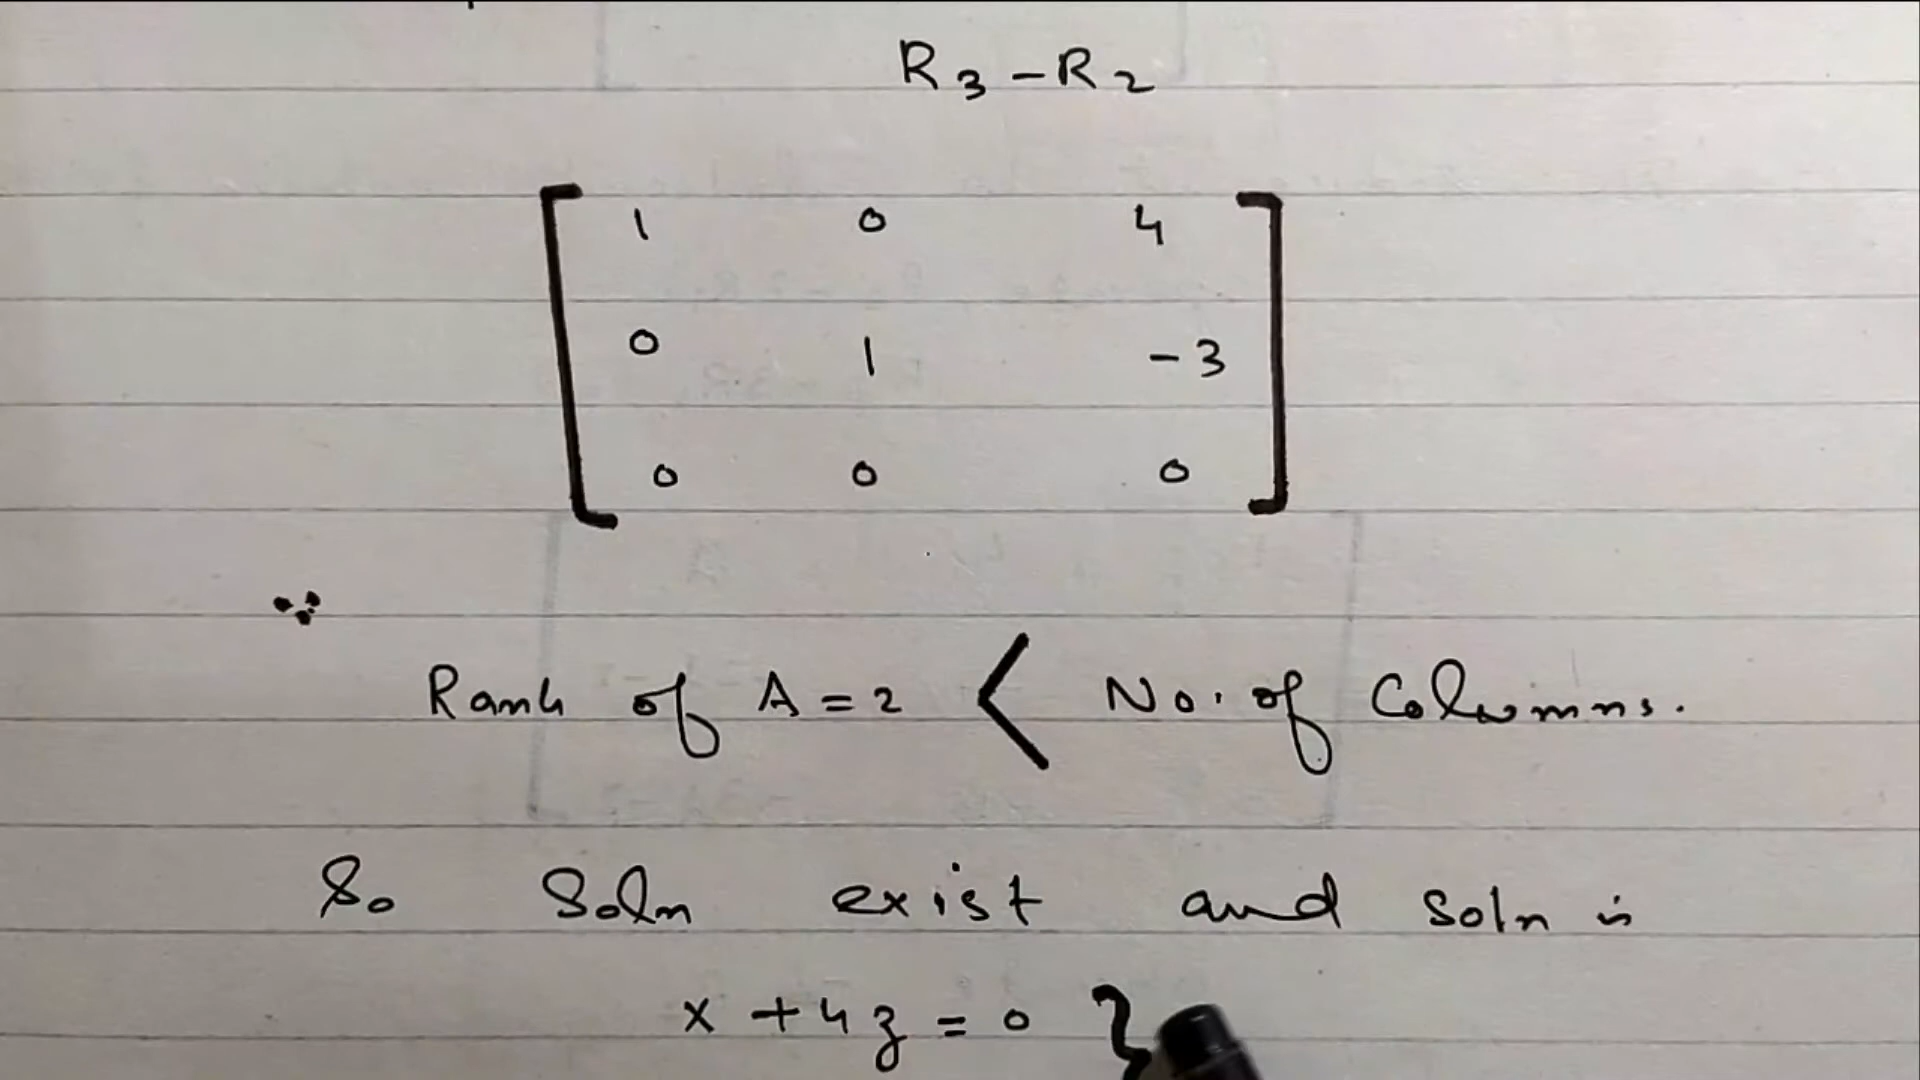 R3 - R2
1 0 4
0 1 -3
0 0 0
∵
Rank of A = 2 < No. of Columns.
So Soln exist and soln is
x + 4z = 0 }